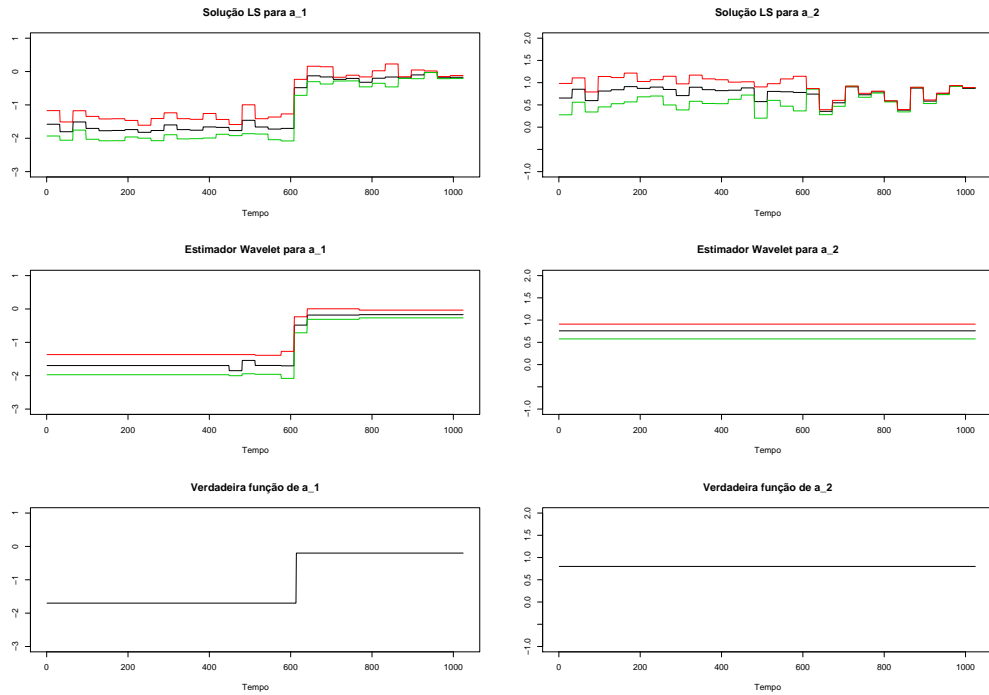 Solução LS para a_1
1
0
−1
−2
−3
0 200 400 600 800 1000
Tempo
Solução LS para a_2
2.0
1.5
1.0
0.5
0.0
−1.0
0 200 400 600 800 1000
Tempo
Estimador Wavelet para a_1
1
0
−1
−2
−3
0 200 400 600 800 1000
Tempo
Estimador Wavelet para a_2
2.0
1.5
1.0
0.5
0.0
−1.0
0 200 400 600 800 1000
Tempo
Verdadeira função de a_1
1
0
−1
−2
−3
0 200 400 600 800 1000
Tempo
Verdadeira função de a_2
2.0
1.5
1.0
0.5
0.0
−1.0
0 200 400 600 800 1000
Tempo